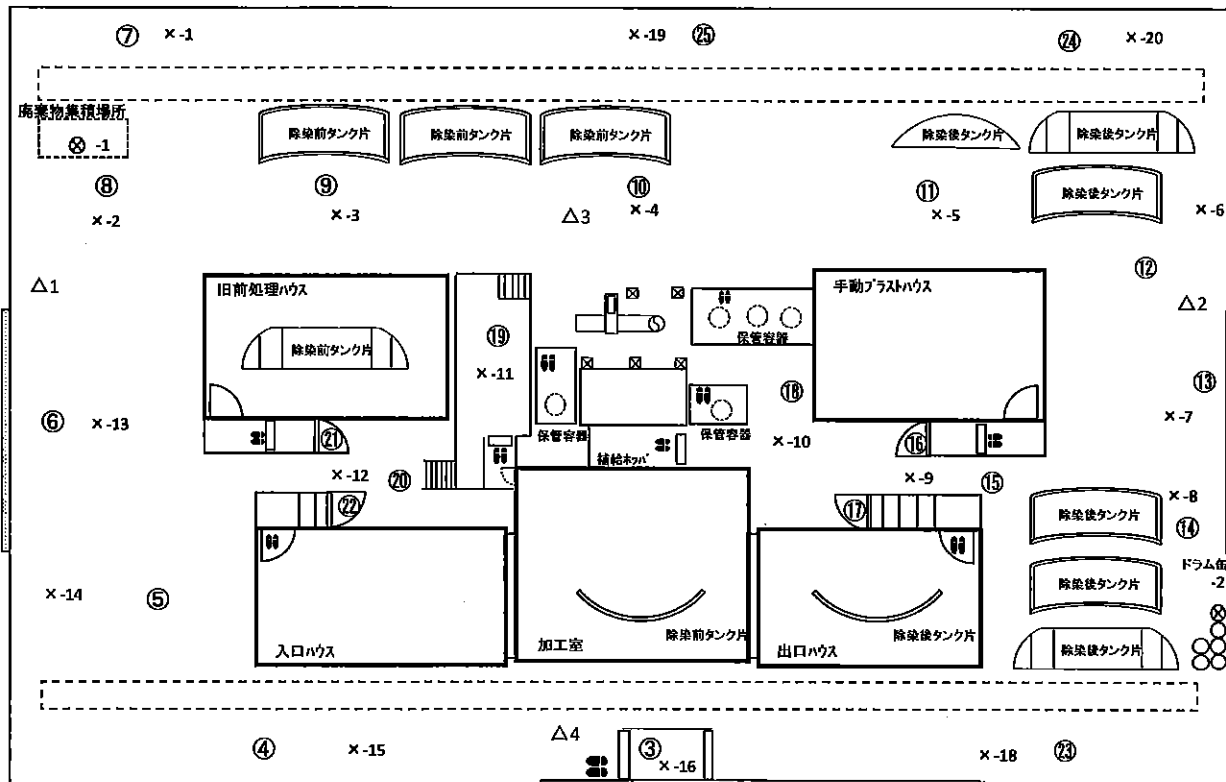 ⑦ ×-1 ×-19 ㉕ ㉔ ×-20
廃棄物集積場所
⊗ -1
除染前タンク片 除染前タンク片 除染前タンク片 除染後タンク片 除染後タンク片
⑧ ⑨ ⑩ ⑪ 除染後タンク片
×-2 ×-3 △3 ×-4 ×-5 ×-6
⑫
△1 旧前処理ハウス 手動ブラストハウス △2
⑲ 保管容器
除染前タンク片
×-11 ⑱ ⑬
⑥ ×-13 ×-7
㉑ 保管容器 保管容器 ×-10 ⑯
補給ホッパ
×-12 ⑳ ×-9 ⑮
㉒ ⑰ 除染後タンク片 ×-8
⑭
ドラム缶
-2
×-14 ⑤ 除染後タンク片
除染前タンク片 除染後タンク片
入口ハウス 加工室 出口ハウス 除染後タンク片
④ ×-15 △4 ③ ×-16 ×-18 ㉓